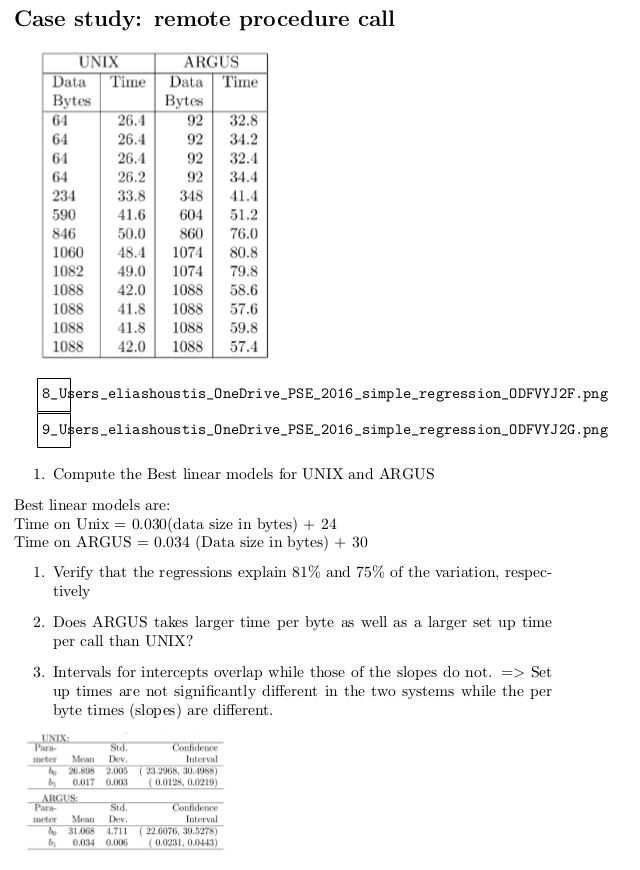 Case study: remote procedure call
UNIX ARGUS
Data Time Data Time
Bytes Bytes
64 26.4 92 32.8
64 26.4 92 34.2
64 26.4 92 32.4
64 26.2 92 34.4
234 33.8 348 41.4
590 41.6 604 51.2
846 50.0 860 76.0
1060 48.4 1074 80.8
1082 49.0 1074 79.8
1088 42.0 1088 58.6
1088 41.8 1088 57.6
1088 41.8 1088 59.8
1088 42.0 1088 57.4
8_Users_eliashoustis_OneDrive_PSE_2016_simple_regression_ODFVYJ2F.png
9_Users_eliashoustis_OneDrive_PSE_2016_simple_regression_ODFVYJ2G.png
1. Compute the Best linear models for UNIX and ARGUS
Best linear models are:
Time on Unix = 0.030(data size in bytes) + 24
Time on ARGUS = 0.034 (Data size in bytes) + 30
1. Verify that the regressions explain 81% and 75% of the variation, respec-
tively
2. Does ARGUS takes larger time per byte as well as a larger set up time
per call than UNIX?
3. Intervals for intercepts overlap while those of the slopes do not. => Set
up times are not significantly different in the two systems while the per
byte times (slopes) are different.
UNIX:
Para- Std. Confidence
meter Mean Dev. Interval
b₀ 26.898 2.005 ( 23.2968, 30.4988)
b₁ 0.017 0.003 ( 0.0128, 0.0219)
ARGUS:
Para- Std. Confidence
meter Mean Dev. Interval
b₀ 31.068 4.711 ( 22.6076, 39.5278)
b₁ 0.034 0.006 ( 0.0231, 0.0443)